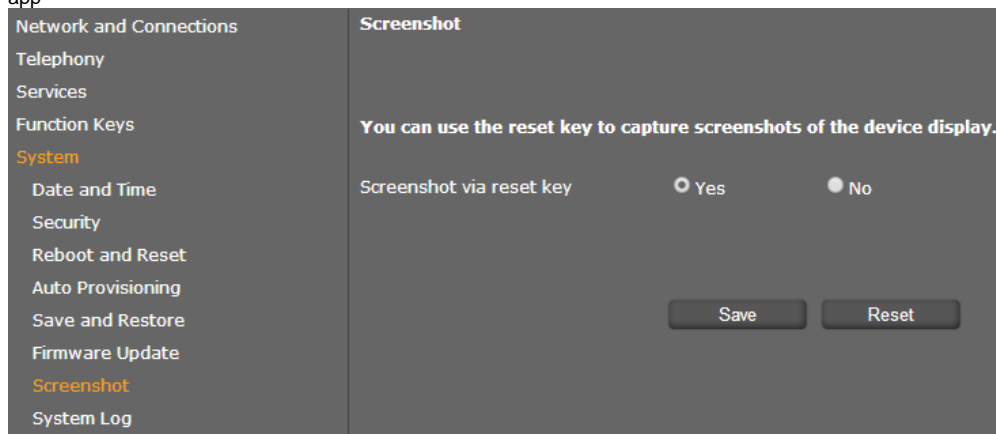 app
Network and Connections
Telephony
Services
Function Keys
System
Date and Time
Security
Reboot and Reset
Auto Provisioning
Save and Restore
Firmware Update
Screenshot
System Log
Screenshot
You can use the reset key to capture screenshots of the device display.
Screenshot via reset key
Yes
No
Save
Reset